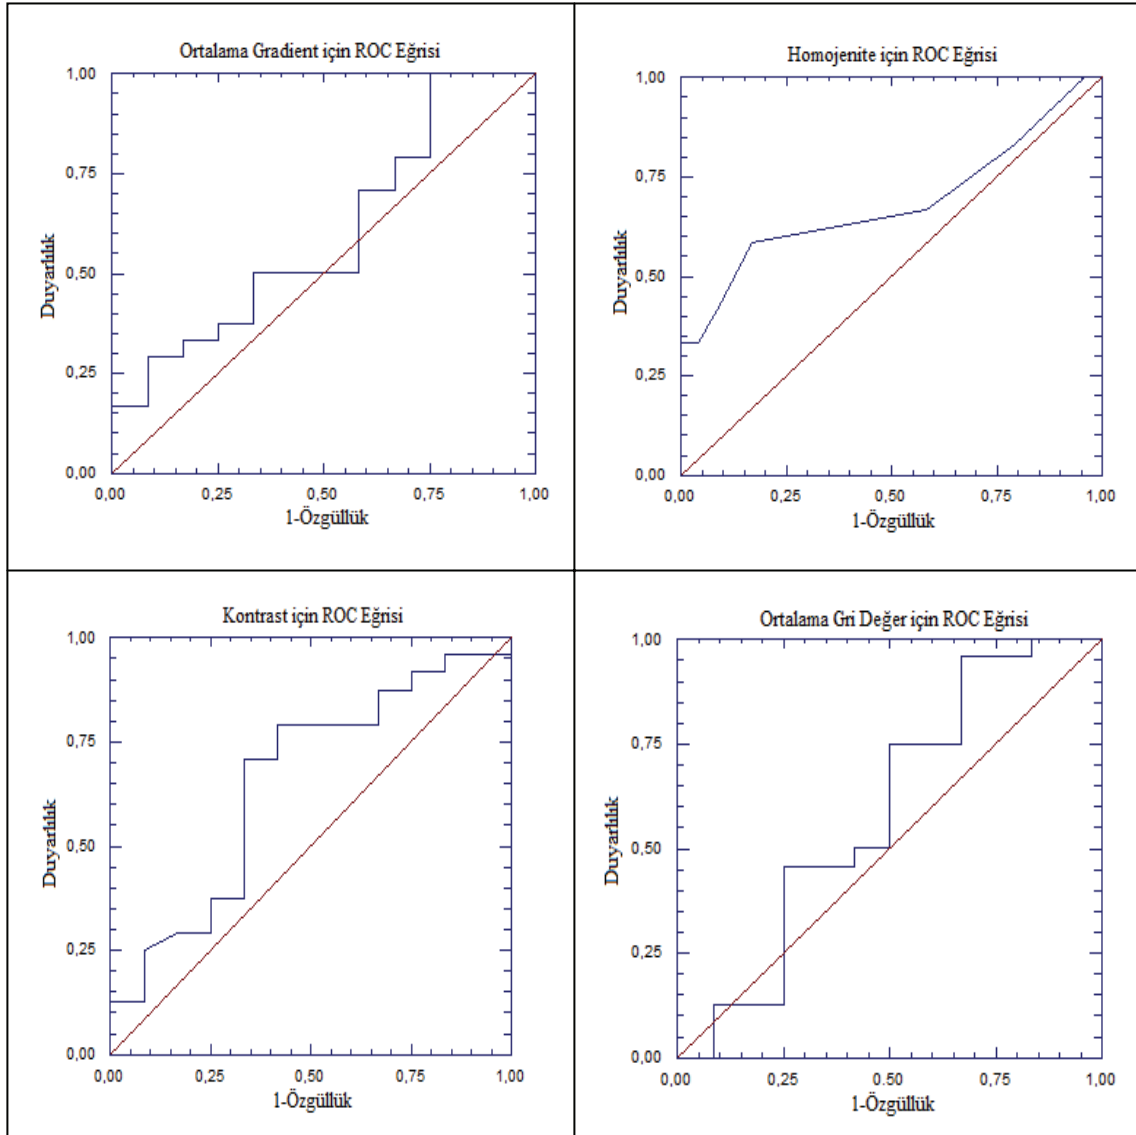 Ortalama Gradient için ROC Eğrisi
1,00
0,75
0,50
0,25
0,00
Duyarlılık
0,00 0,25 0,50 0,75 1,00
1-Özgüllük
Homojenite için ROC Eğrisi
1,00
0,75
0,50
0,25
0,00
Duyarlılık
0,00 0,25 0,50 0,75 1,00
1-Özgüllük
Kontrast için ROC Eğrisi
1,00
0,75
0,50
0,25
0,00
Duyarlılık
0,00 0,25 0,50 0,75 1,00
1-Özgüllük
Ortalama Gri Değer için ROC Eğrisi
1,00
0,75
0,50
0,25
0,00
Duyarlılık
0,00 0,25 0,50 0,75 1,00
1-Özgüllük